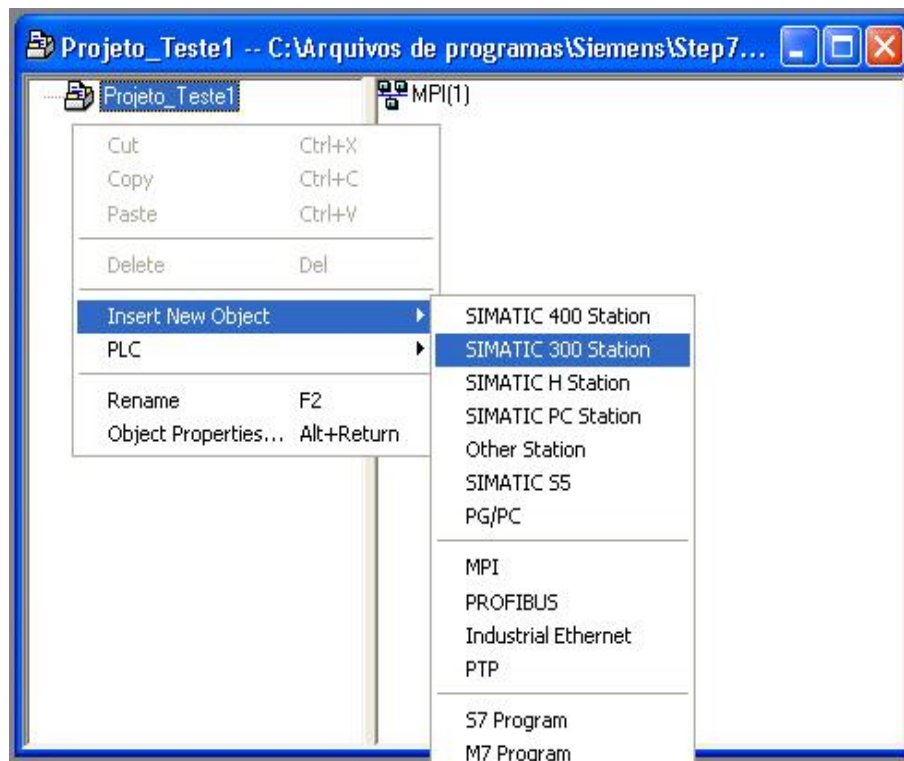 Projeto_Teste1 -- C:\Arquivos de programas\Siemens\Step7...
Projeto_Teste1
MPI(1)
Cut Ctrl+X
Copy Ctrl+C
Paste Ctrl+V
Delete Del
Insert New Object
PLC
Rename F2
Object Properties... Alt+Return
SIMATIC 400 Station
SIMATIC 300 Station
SIMATIC H Station
SIMATIC PC Station
Other Station
SIMATIC S5
PG/PC
MPI
PROFIBUS
Industrial Ethernet
PTP
S7 Program
M7 Program